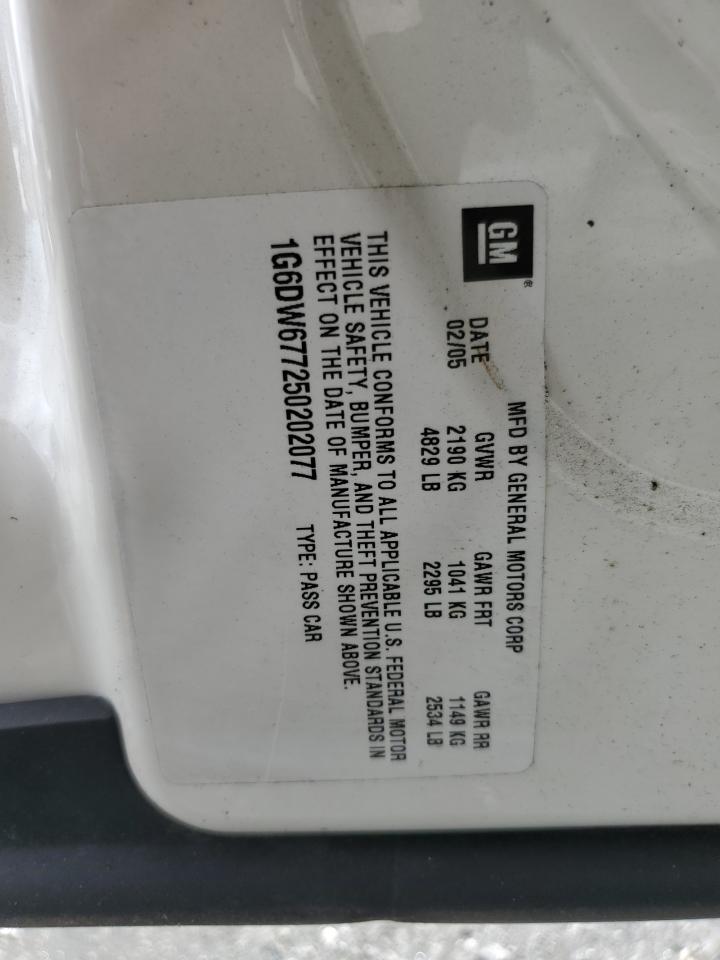 GM®
MFD BY GENERAL MOTORS CORP
DATE GVWR GAWR FRT GAWR RR
02/05 2190 KG 1041 KG 1149 KG
4829 LB 2295 LB 2534 LB
THIS VEHICLE CONFORMS TO ALL APPLICABLE U.S. FEDERAL MOTOR
VEHICLE SAFETY, BUMPER, AND THEFT PREVENTION STANDARDS IN
EFFECT ON THE DATE OF MANUFACTURE SHOWN ABOVE.
1G6DW677250202077 TYPE: PASS CAR